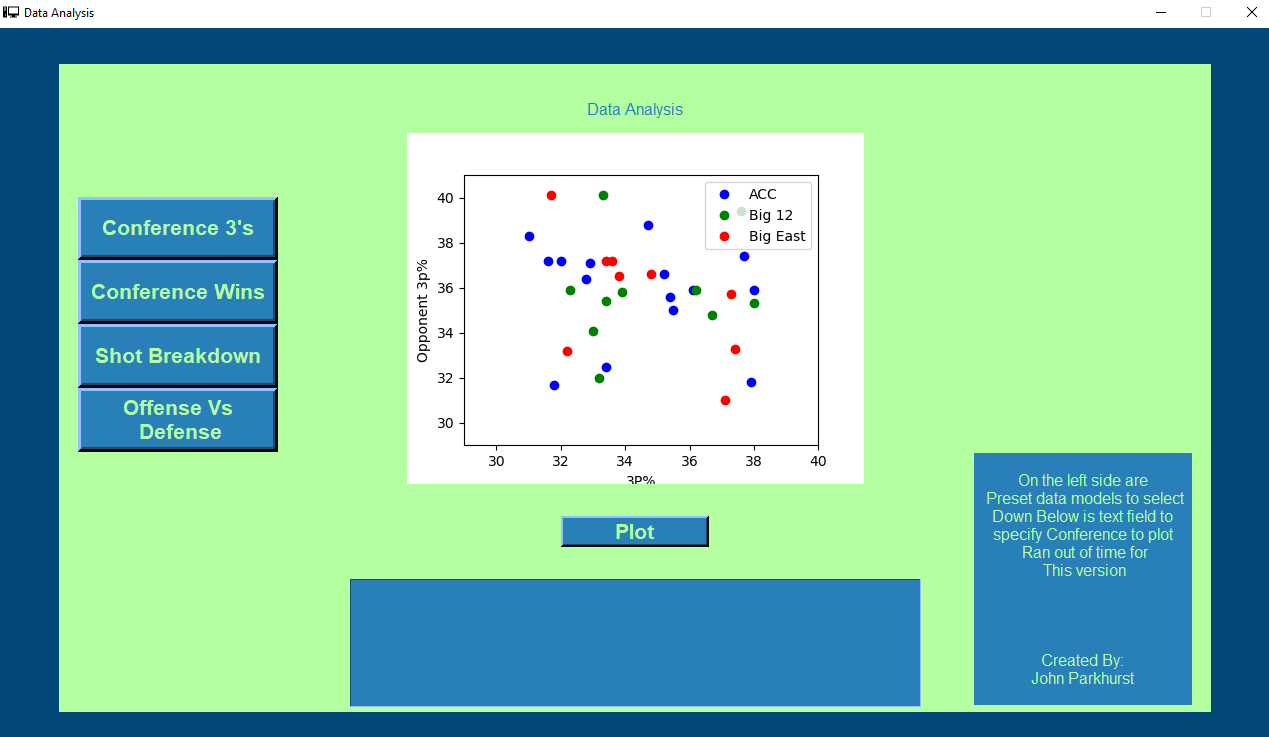 Data Analysis
Data Analysis
Conference 3's
Conference Wins
Shot Breakdown
Offense Vs
Defense
ACC
Big 12
Big East
Opponent 3p%
40
38
36
34
32
30
30 32 34 36 38 40
3P%
Plot
On the left side are
Preset data models to select
Down Below is text field to
specify Conference to plot
Ran out of time for
This version
Created By:
John Parkhurst